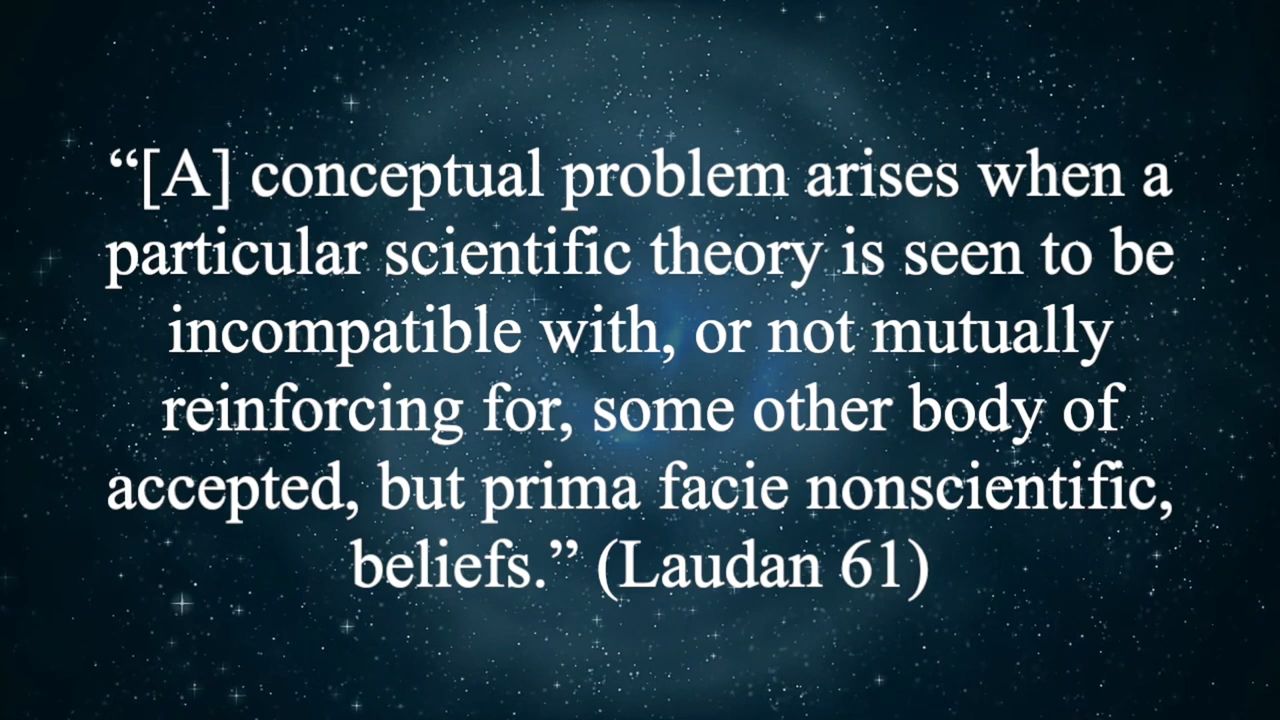 “[A] conceptual problem arises when a
particular scientific theory is seen to be
incompatible with, or not mutually
reinforcing for, some other body of
accepted, but prima facie nonscientific,
beliefs.” (Laudan 61)